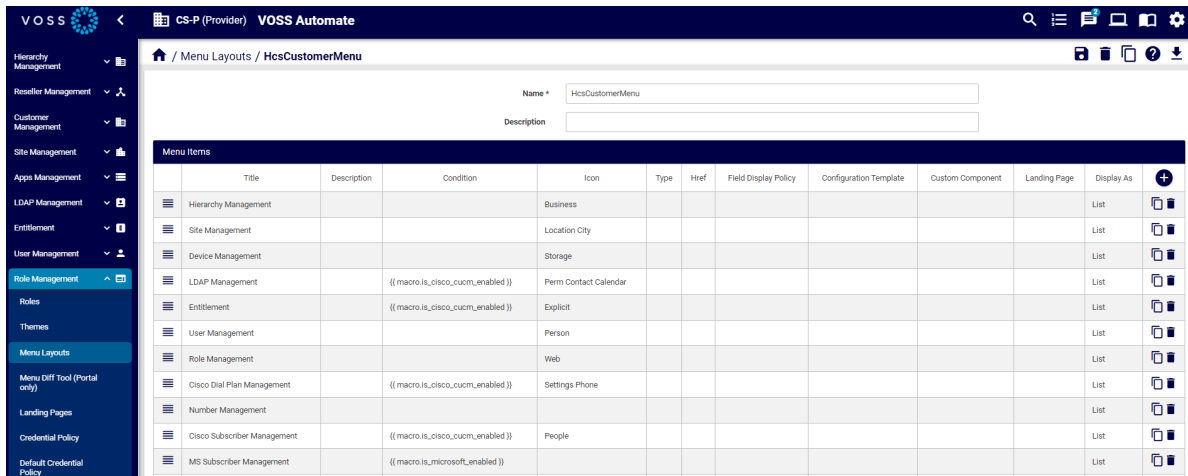 VOSS
CS-P (Provider) VOSS Automate
2
Hierarchy
Management
Reseller Management
Customer
Management
Site Management
Apps Management
LDAP Management
Entitlement
User Management
Role Management
Roles
Themes
Menu Layouts
Menu Diff Tool (Portal
only)
Landing Pages
Credential Policy
Default Credential
Policy
/ Menu Layouts / HcsCustomerMenu
Name * HcsCustomerMenu
Description
Menu Items
Title Description Condition Icon Type Href Field Display Policy Configuration Template Custom Component Landing Page Display As
Hierarchy Management Business List
Site Management Location City List
Device Management Storage List
LDAP Management {{ macro.is_cisco_cucm_enabled }} Perm Contact Calendar List
Entitlement {{ macro.is_cisco_cucm_enabled }} Explicit List
User Management Person List
Role Management Web List
Cisco Dial Plan Management {{ macro.is_cisco_cucm_enabled }} Settings Phone List
Number Management List
Cisco Subscriber Management {{ macro.is_cisco_cucm_enabled }} People List
MS Subscriber Management {{ macro.is_microsoft_enabled }} List